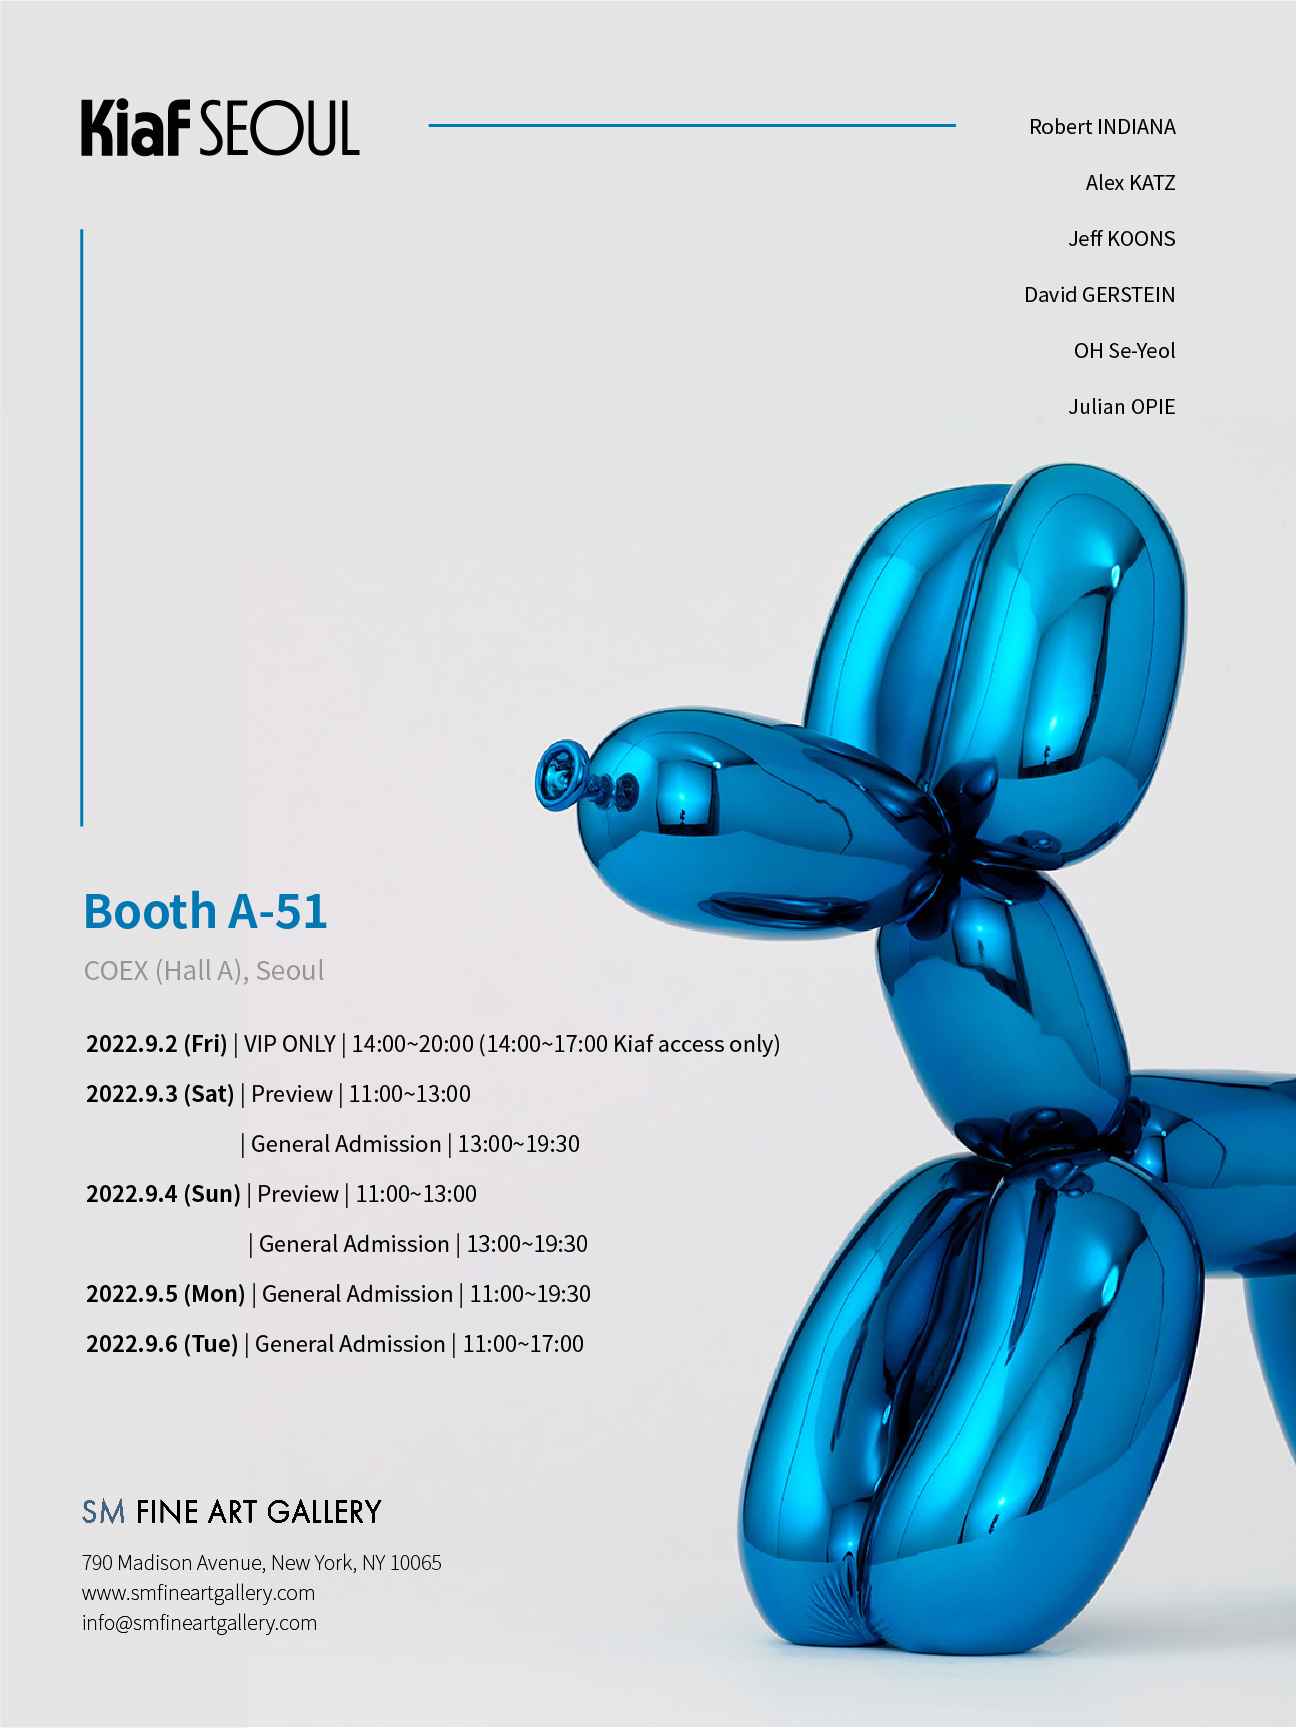 Kiaf SEOUL
Robert INDIANA
Alex KATZ
Jeff KOONS
David GERSTEIN
OH Se-Yeol
Julian OPIE
Booth A-51
COEX (Hall A), Seoul
2022.9.2 (Fri) | VIP ONLY | 14:00~20:00 (14:00~17:00 Kiaf access only)
2022.9.3 (Sat) | Preview | 11:00~13:00
| General Admission | 13:00~19:30
2022.9.4 (Sun) | Preview | 11:00~13:00
| General Admission | 13:00~19:30
2022.9.5 (Mon) | General Admission | 11:00~19:30
2022.9.6 (Tue) | General Admission | 11:00~17:00
SM FINE ART GALLERY
790 Madison Avenue, New York, NY 10065
www.smfineartgallery.com
info@smfineartgallery.com